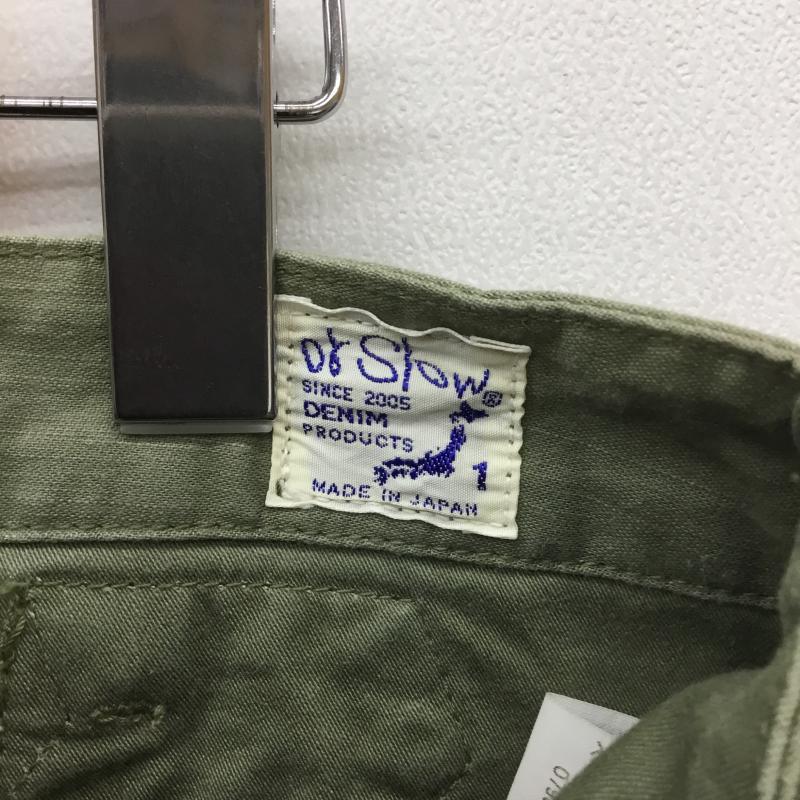 or Slow ®
SINCE 2005
DENIM
PRODUCTS
1
MADE IN JAPAN